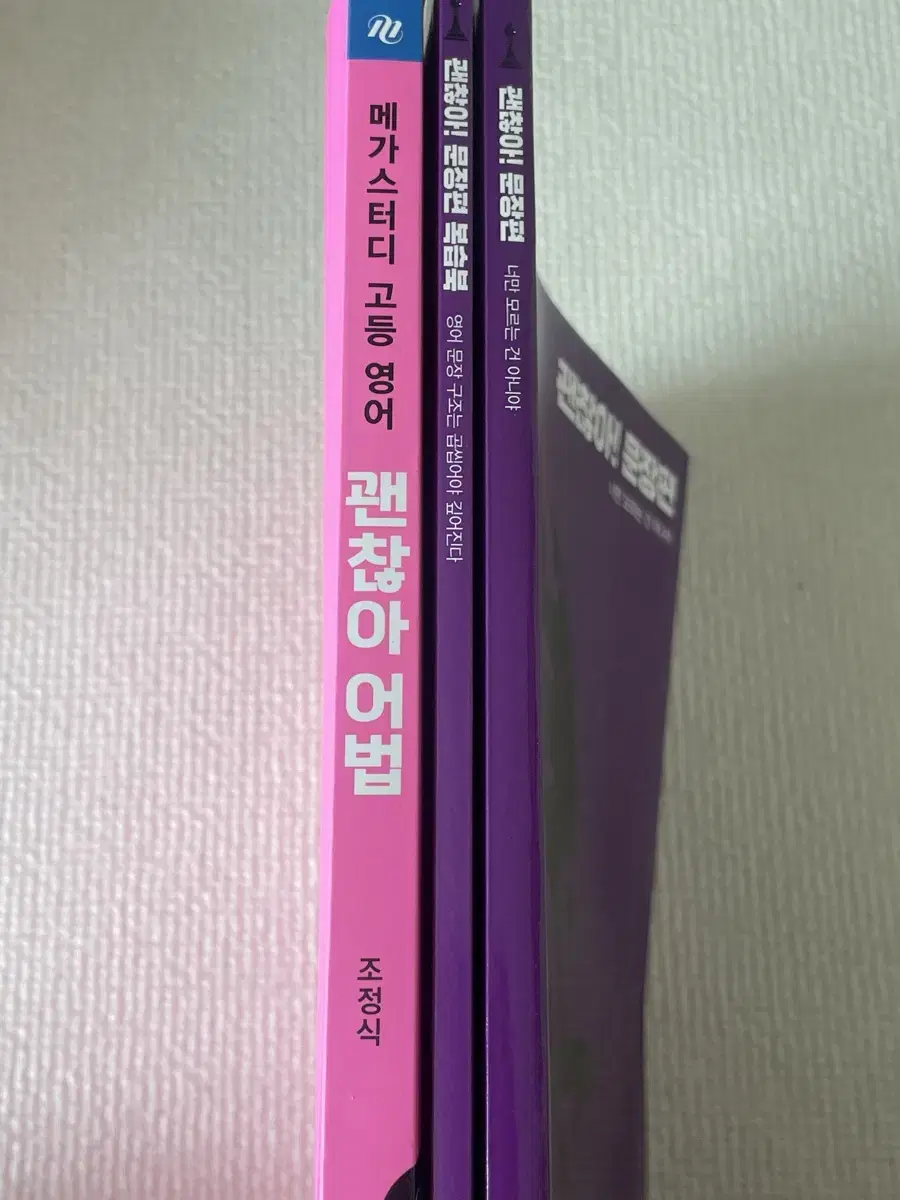 메가스터디 고등 영어
괜찮아 어법
조정식
괜찮아! 문장편 복습북
영어 문장 구조는 곱씹어야 깊어진다
괜찮아! 문장편
너만 모르는 건 아니야
괜찮아! 문장편